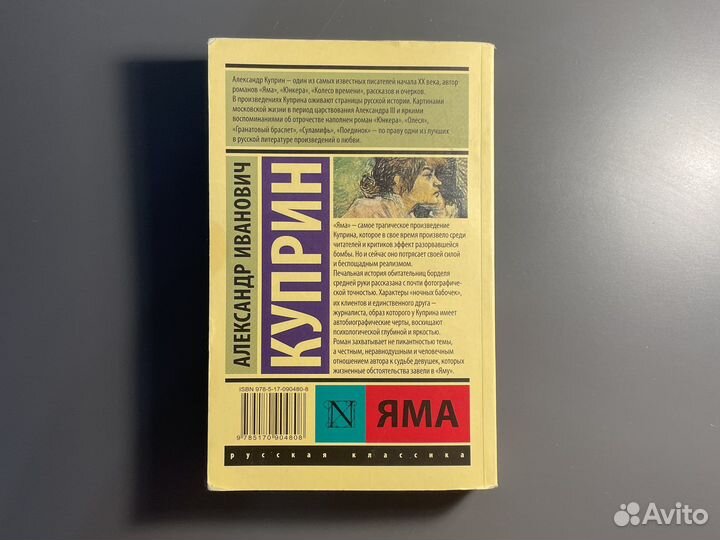 Александр Куприн — один из самых известных писателей начала XX века, автор
романов «Яма», «Юнкера», «Колесо времени», рассказов и очерков.
В произведениях Куприна оживают страницы русской истории. Картинами
московской жизни в период царствования Александра III и яркими
воспоминаниями об отрочестве наполнен роман «Юнкера». «Олеся»,
«Гранатовый браслет», «Суламифь», «Поединок» — по праву одни из лучших
в русской литературе произведений о любви.
АЛЕКСАНДР ИВАНОВИЧ
КУПРИН
«Яма» — самое трагическое произведение
Куприна, которое в свое время произвело среди
читателей и критиков эффект разорвавшейся
бомбы. Но и сейчас оно потрясает своей силой
и беспощадным реализмом.
Печальная история обитательниц борделя
средней руки рассказана с почти фотографиче-
ской точностью. Характеры «ночных бабочек»,
их клиентов и единственного друга —
журналиста, образ которого у Куприна имеет
автобиографические черты, восхищают
психологической глубиной и яркостью.
Роман захватывает не пикантностью темы,
а честным, неравнодушным и человечным
отношением автора к судьбе девушек, которых
жизненные обстоятельства завели в «Яму».
ISBN 978-5-17-090480-8
9 785170 904808
N
ЯМА
русская классика
Avito